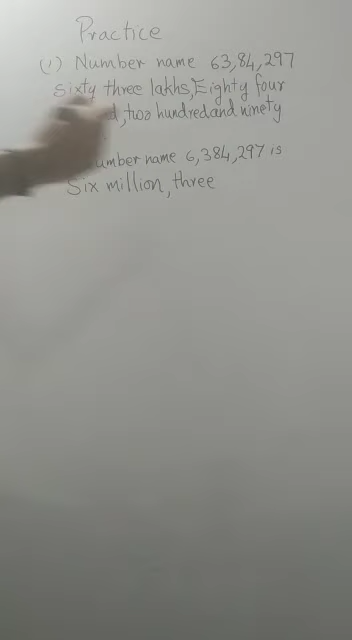 Practice
(1) Number name 63,84,297
Sixty three lakhs, Eighty four
d, two hundred and ninety
umber name 6,384,297 is
Six million, three